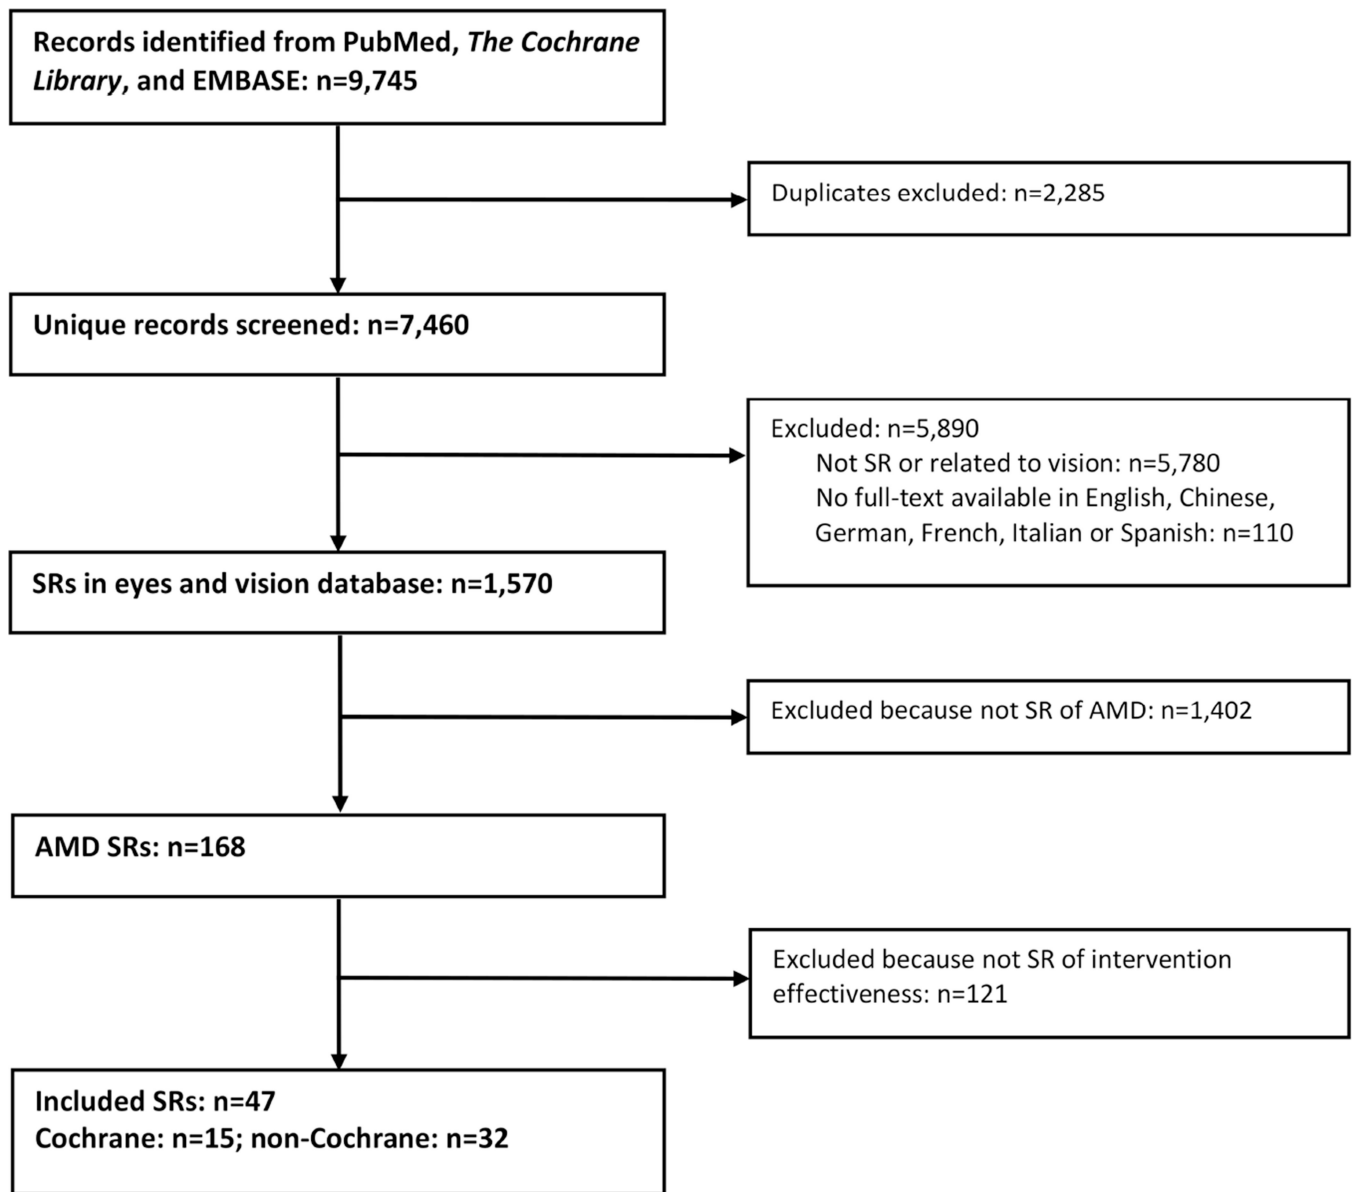 Records identified from PubMed, The Cochrane
Library, and EMBASE: n=9,745
Duplicates excluded: n=2,285
Unique records screened: n=7,460
Excluded: n=5,890
Not SR or related to vision: n=5,780
No full-text available in English, Chinese,
German, French, Italian or Spanish: n=110
SRs in eyes and vision database: n=1,570
Excluded because not SR of AMD: n=1,402
AMD SRs: n=168
Excluded because not SR of intervention
effectiveness: n=121
Included SRs: n=47
Cochrane: n=15; non-Cochrane: n=32